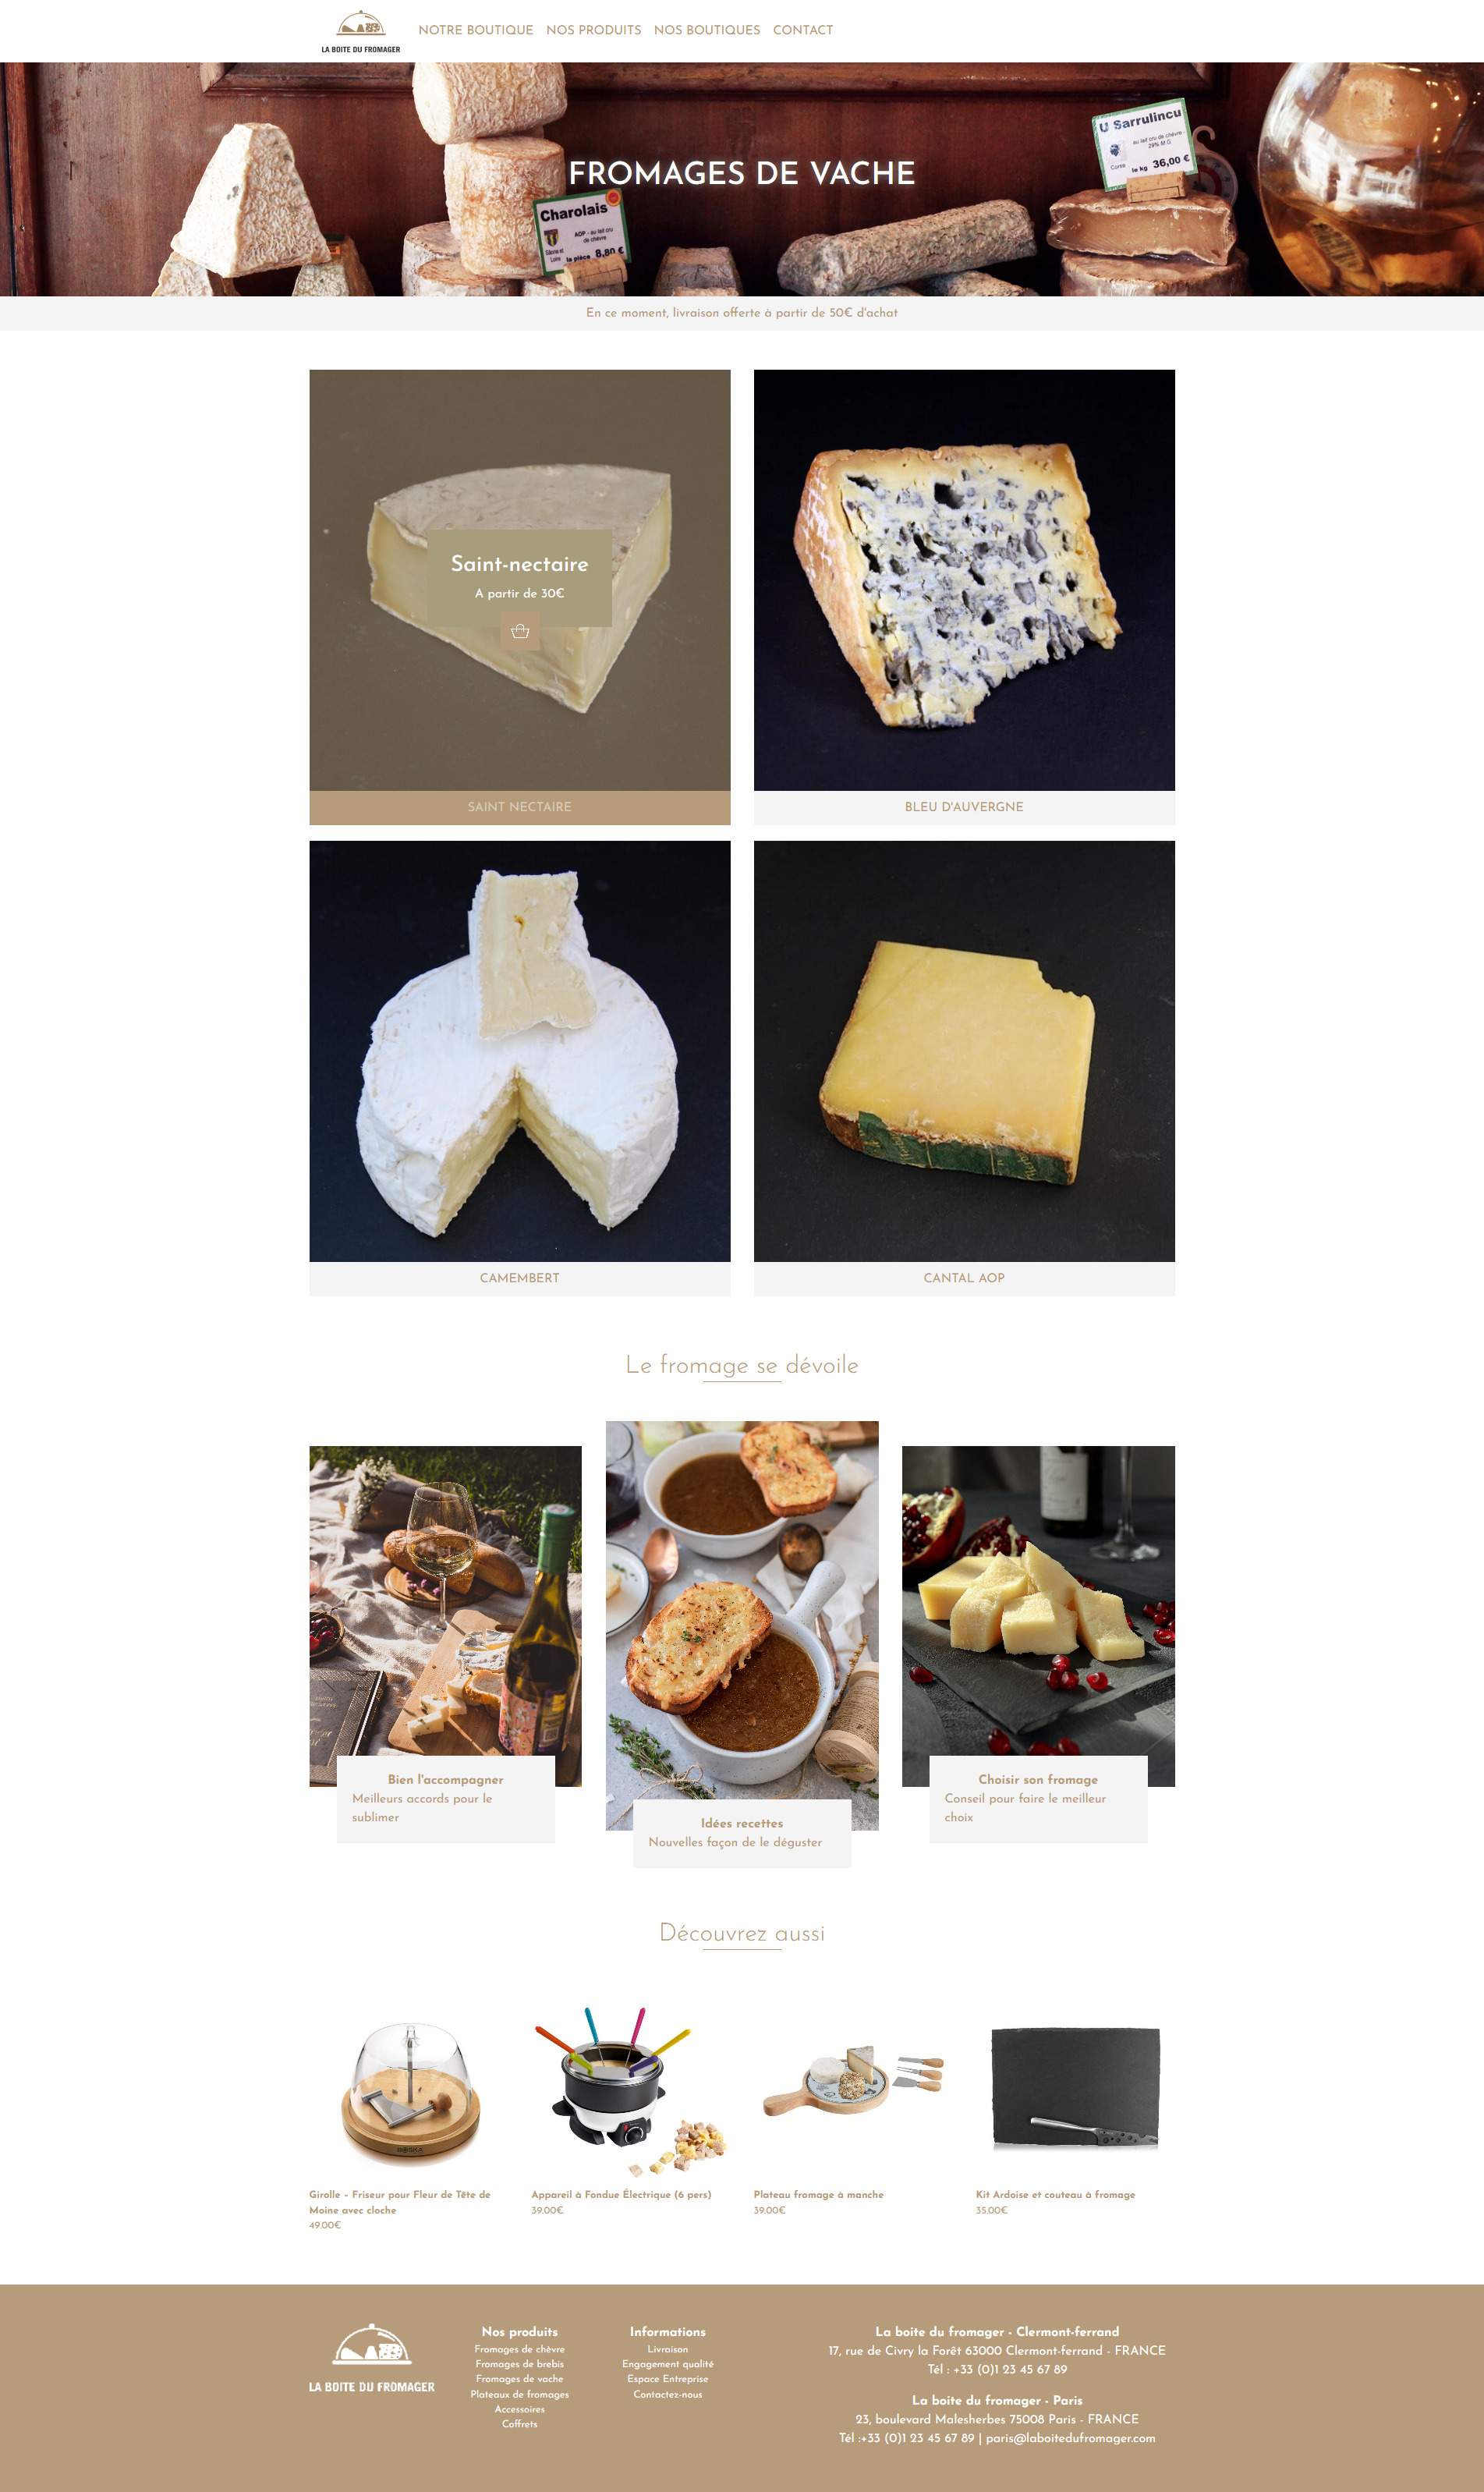 LA BOITE DU FROMAGER
NOTRE BOUTIQUE NOS PRODUITS NOS BOUTIQUES CONTACT
FROMAGES DE VACHE
U Sarrulincu
au lait cru de chèvre -
29% M.G
Corse
le kg 36,00 €
Charolais
AOP - au lait cru
de chèvre
Saône et
Loire
la pièce 8,80 €
En ce moment, livraison offerte à partir de 50€ d'achat
Saint-nectaire
A partir de 30€
SAINT NECTAIRE
BLEU D'AUVERGNE
CAMEMBERT
CANTAL AOP
Le fromage se dévoile
Bien l'accompagner
Meilleurs accords pour le
sublimer
Idées recettes
Nouvelles façon de le déguster
Choisir son fromage
Conseil pour faire le meilleur
choix
Découvrez aussi
BOSKA
Girolle – Friseur pour Fleur de Tête de
Moine avec cloche
49.00€
Appareil à Fondue Électrique (6 pers)
39.00€
Plateau fromage à manche
39.00€
Kit Ardoise et couteau à fromage
35.00€
LA BOITE DU FROMAGER
Nos produits
Fromages de chèvre
Fromages de brebis
Fromages de vache
Plateaux de fromages
Accessoires
Coffrets
Informations
Livraison
Engagement qualité
Espace Entreprise
Contactez-nous
La boite du fromager - Clermont-ferrand
17, rue de Civry la Forêt 63000 Clermont-ferrand - FRANCE
Tél : +33 (0)1 23 45 67 89
La boite du fromager - Paris
23, boulevard Malesherbes 75008 Paris - FRANCE
Tél :+33 (0)1 23 45 67 89 | paris@laboitedufromager.com